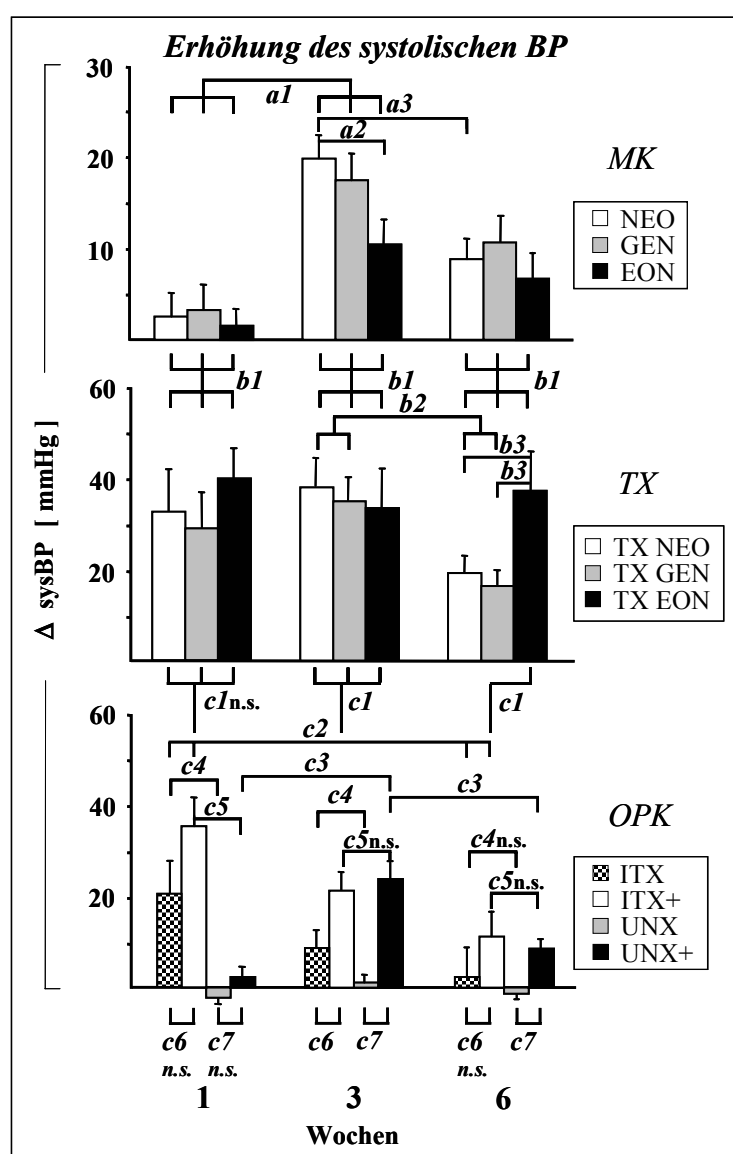 Erhöhung des systolischen BP
30
20
10
a1
a3
a2
MK
NEO
GEN
EON
b1 b1 b1
60
40
20
b2
b3
b3
TX
TX NEO
TX GEN
TX EON
Δ sysBP [ mmHg ]
c1n.s. c1 c1
60
40
20
c2
c4 c3
c5 c4 c3
c5n.s. c4n.s.
c5n.s.
OPK
ITX
ITX+
UNX
UNX+
c6 c7 c6 c7 c6 c7
n.s. n.s. n.s.
1 3 6
Wochen